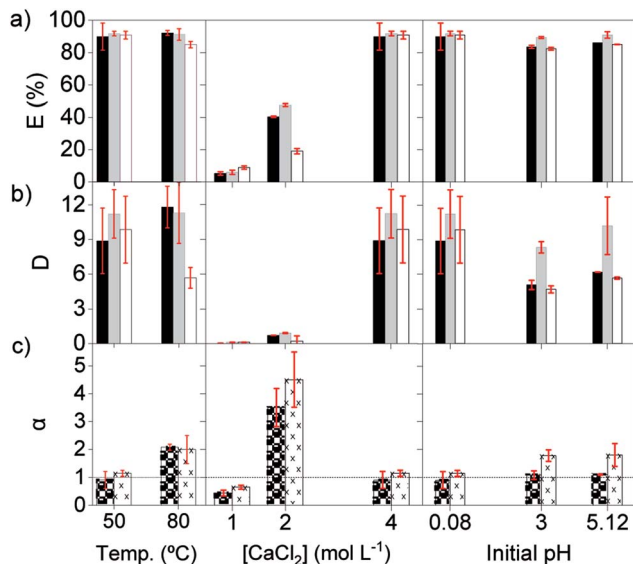 a)
E (%)
100
80
60
40
20
0
b)
D
12
9
6
3
0
c)
α
5
4
3
2
1
0
50 80 1 2 4 0.08 3 5.12
Temp. (ºC) [CaCl₂] (mol L⁻¹) Initial pH